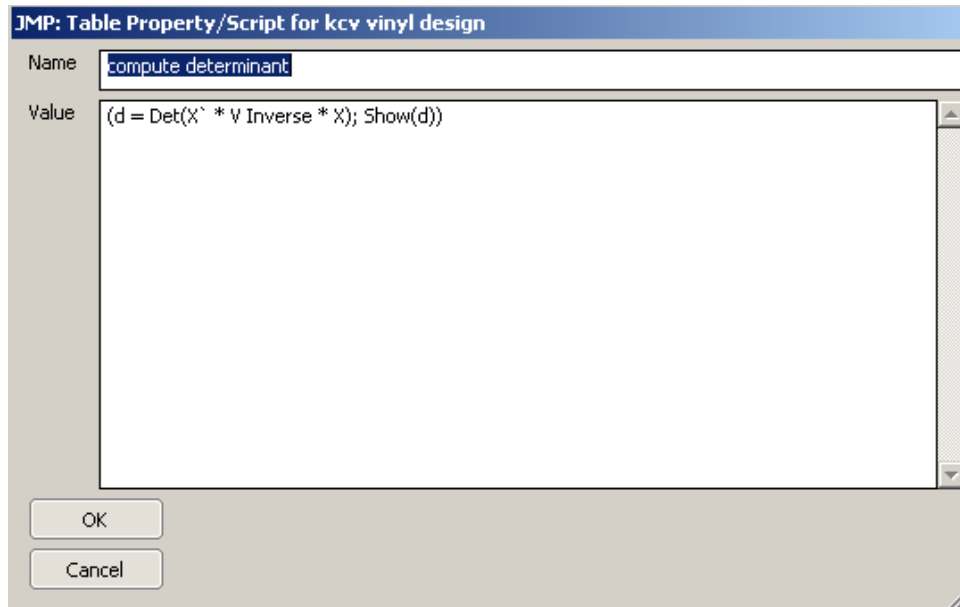 JMP: Table Property/Script for kcv vinyl design
Name
compute determinant
Value
(d = Det(X` * V Inverse * X); Show(d))
OK
Cancel